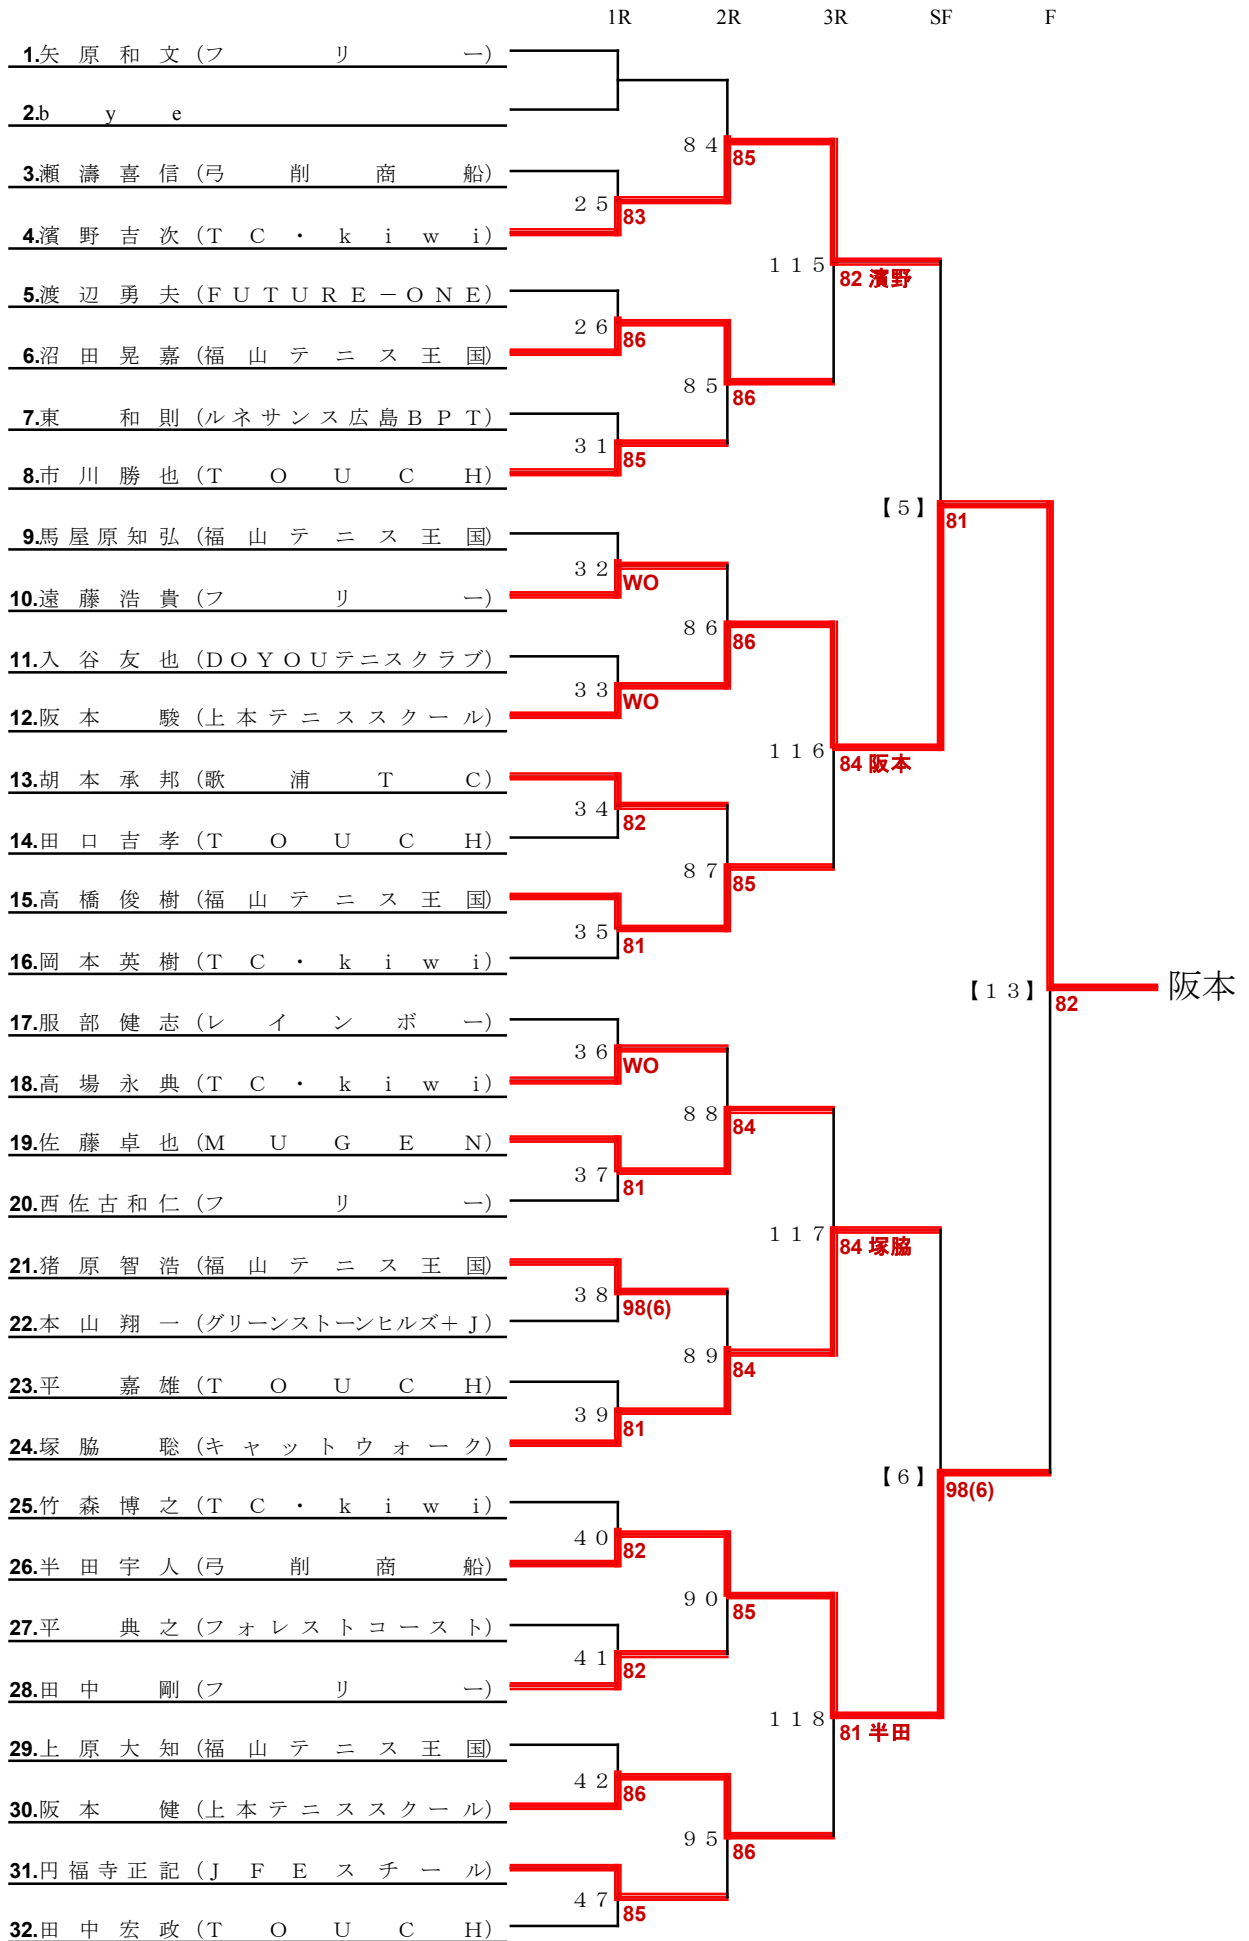 1R 2R 3R SF F
1.矢原和文(フリー)
2.bye
84
85
3.瀬濤喜信(弓削商船)
25
83
4.濱野吉次(TC・kiwi)
115
82 濱野
5.渡辺勇夫(FUTURE－ONE)
26
86
6.沼田晃嘉(福山テニス王国)
85
86
7.東和則(ルネサンス広島BPT)
31
85
8.市川勝也(TOUCH)
【5】
81
9.馬屋原知弘(福山テニス王国)
32
WO
10.遠藤浩貴(フリー)
86
86
11.入谷友也(DOYOUテニスクラブ)
33
WO
12.阪本駿(上本テニススクール)
116
84 阪本
13.胡本承邦(歌浦TC)
34
82
14.田口吉孝(TOUCH)
87
85
15.高橋俊樹(福山テニス王国)
35
81
16.岡本英樹(TC・kiwi)
【13】
82
阪本
17.服部健志(レインボー)
36
WO
18.高場永典(TC・kiwi)
88
84
19.佐藤卓也(MUGEN)
37
81
20.西佐古和仁(フリー)
117
84 塚脇
21.猪原智浩(福山テニス王国)
38
98(6)
22.本山翔一(グリーンストーンヒルズ＋J)
89
84
23.平嘉雄(TOUCH)
39
81
24.塚脇聡(キャットウォーク)
【6】
98(6)
25.竹森博之(TC・kiwi)
40
82
26.半田宇人(弓削商船)
90
85
27.平典之(フォレストコースト)
41
82
28.田中剛(フリー)
118
81 半田
29.上原大知(福山テニス王国)
42
86
30.阪本健(上本テニススクール)
95
86
31.円福寺正記(JFEスチール)
47
85
32.田中宏政(TOUCH)